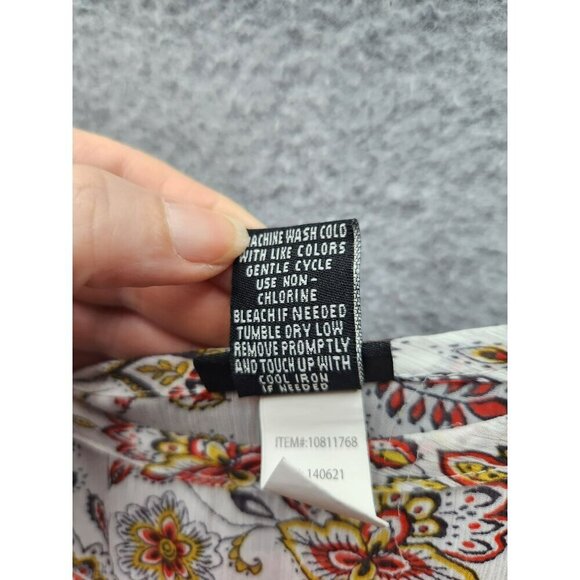 MACHINE WASH COLD
WITH LIKE COLORS
GENTLE CYCLE
USE NON-
CHLORINE
BLEACH IF NEEDED
TUMBLE DRY LOW
REMOVE PROMPTLY
AND TOUCH UP WITH
COOL IRON
IF NEEDED
ITEM#:10811768
140621